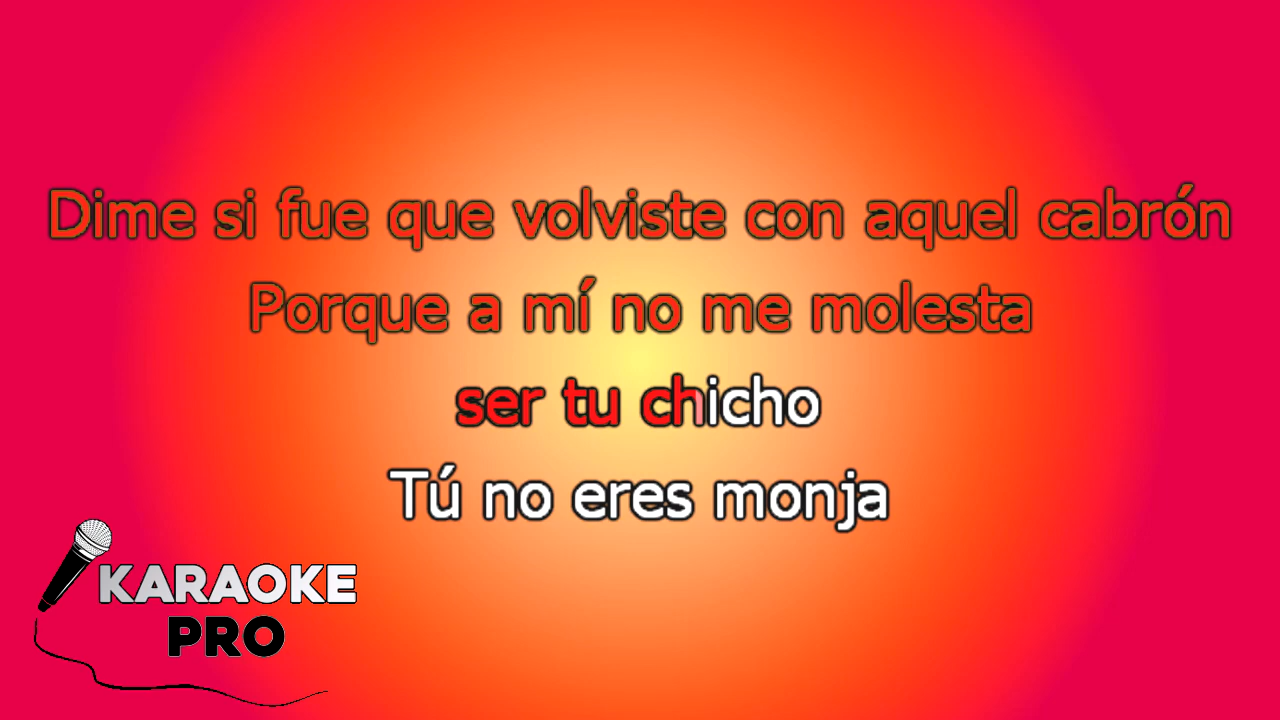 Dime si fue que volviste con aquel cabrón
Porque a mí no me molesta
ser tu chicho
Tú no eres monja
KARAOKE
PRO